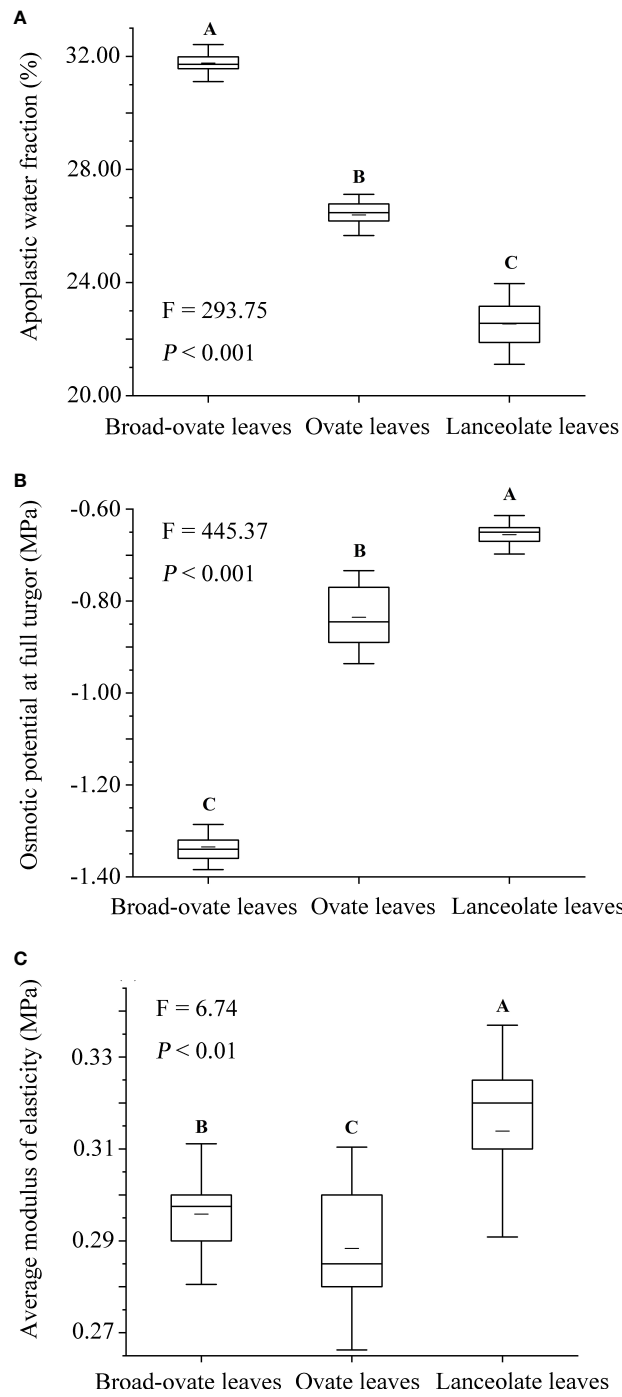 A
Apoplastic water fraction (%)
32.00
28.00
24.00
20.00
A
B
C
F = 293.75
P < 0.001
Broad-ovate leaves Ovate leaves Lanceolate leaves
B
Osmotic potential at full turgor (MPa)
-0.60
-0.80
-1.00
-1.20
-1.40
F = 445.37
P < 0.001
A
B
C
Broad-ovate leaves Ovate leaves Lanceolate leaves
C
Average modulus of elasticity (MPa)
0.33
0.31
0.29
0.27
F = 6.74
P < 0.01
A
B
C
Broad-ovate leaves Ovate leaves Lanceolate leaves